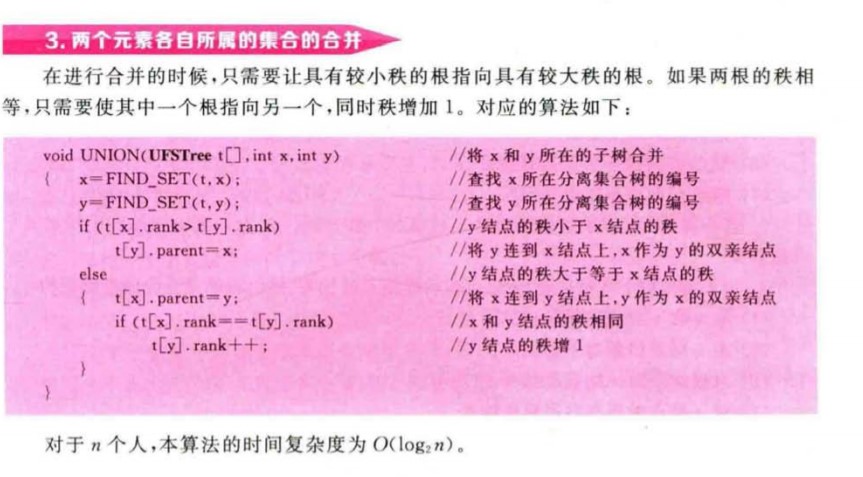 3. 两个元素各自所属的集合的合并
在进行合并的时候,只需要让具有较小秩的根指向具有较大秩的根。如果两根的秩相
等,只需要使其中一个根指向另一个,同时秩增加 1。对应的算法如下:
void UNION(UFSTree t[],int x,int y) //将 x 和 y 所在的子树合并
{ x=FIND_SET(t,x); //查找 x 所在分离集合树的编号
y=FIND_SET(t,y); //查找 y 所在分离集合树的编号
if (t[x].rank>t[y].rank) //y 结点的秩小于 x 结点的秩
t[y].parent=x; //将 y 连到 x 结点上,x 作为 y 的双亲结点
else //y 结点的秩大于等于 x 结点的秩
{ t[x].parent=y; //将 x 连到 y 结点上,y 作为 x 的双亲结点
if (t[x].rank==t[y].rank) //x 和 y 结点的秩相同
t[y].rank++; //y 结点的秩增 1
}
}
对于 n 个人,本算法的时间复杂度为 O(log₂n)。